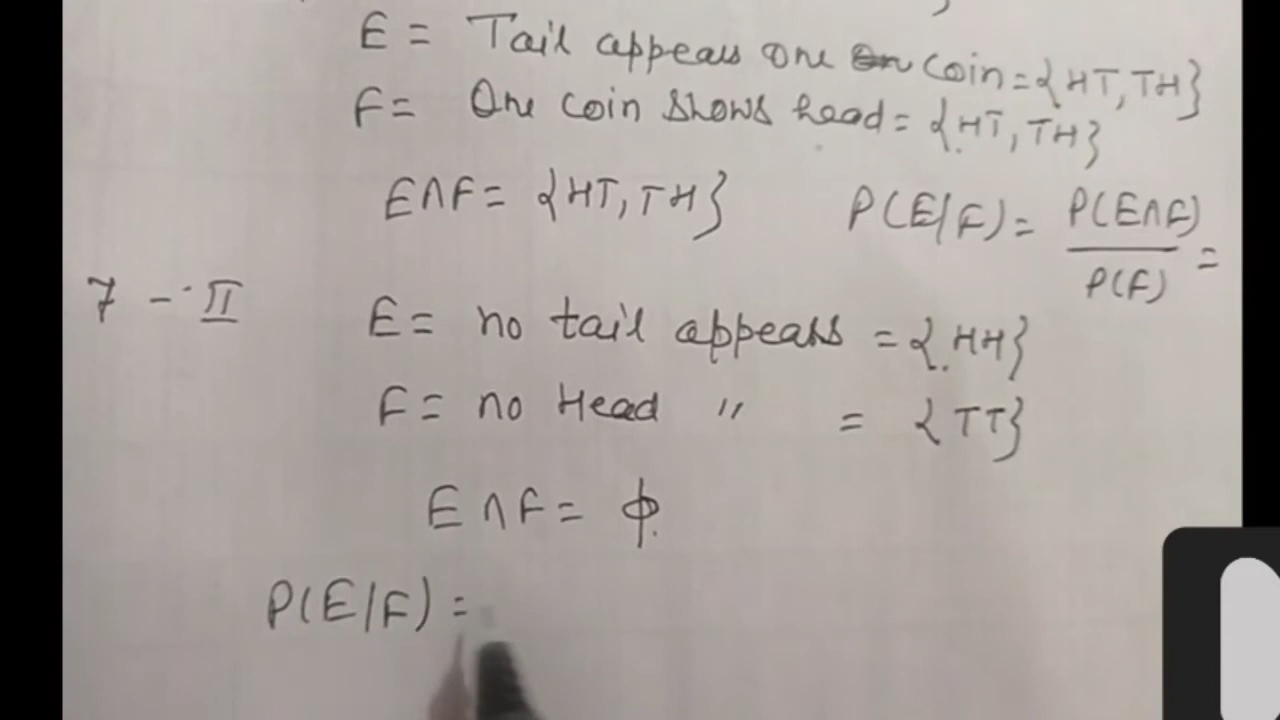 E = Tail appears one coin = {HT, TH}
F = One coin shows head = {HT, TH}
E∩F = {HT, TH} P(E/F) = P(E∩F) / P(F) =
7 - II E = no tail appears = {HH}
F = no Head " = {TT}
E∩F = ϕ.
P(E/F) =